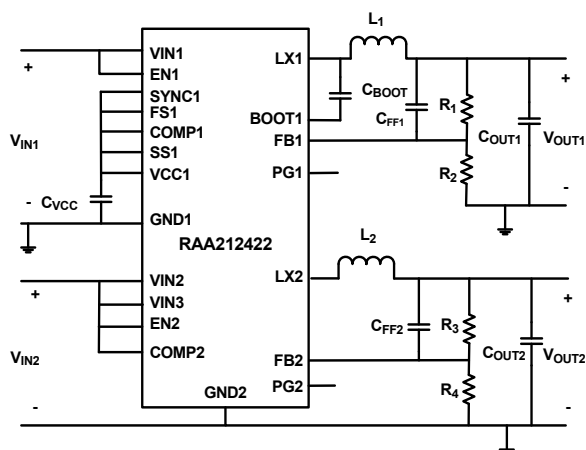 L1
VIN1
LX1
+
+
EN1
SYNC1
CBOOT
R1
FS1
BOOT1
CFF1
COUT1
VOUT1
VIN1
COMP1
FB1
SS1
R2
VCC1
PG1
-
CVCC
-
GND1
RAA212422
L2
VIN2
LX2
+
+
VIN3
EN2
CFF2
R3
VIN2
COMP2
FB2
COUT2
VOUT2
PG2
R4
GND2
-
-